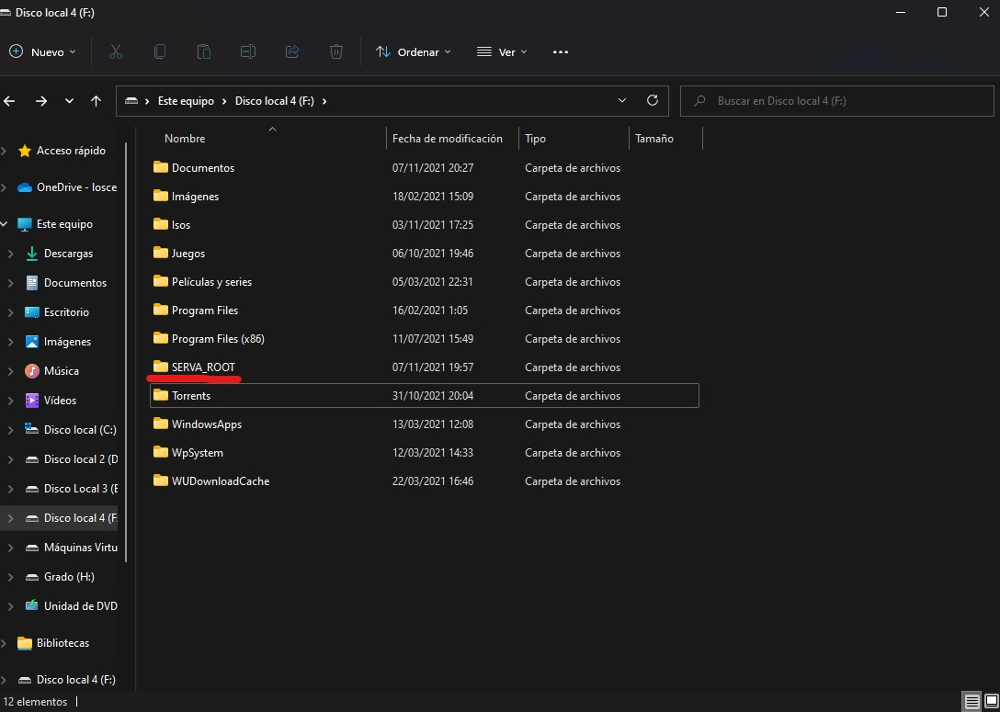 Disco local 4 (F:)
Nuevo
Ordenar
Ver
Este equipo
Disco local 4 (F:)
Buscar en Disco local 4 (F:)
Nombre
Fecha de modificación
Tipo
Tamaño
Documentos 07/11/2021 20:27 Carpeta de archivos
Imágenes 18/02/2021 15:09 Carpeta de archivos
Isos 03/11/2021 17:25 Carpeta de archivos
Juegos 06/10/2021 19:46 Carpeta de archivos
Películas y series 05/03/2021 22:31 Carpeta de archivos
Program Files 16/02/2021 1:05 Carpeta de archivos
Program Files (x86) 11/07/2021 15:49 Carpeta de archivos
SERVA_ROOT 07/11/2021 19:57 Carpeta de archivos
Torrents 31/10/2021 20:04 Carpeta de archivos
WindowsApps 13/03/2021 12:08 Carpeta de archivos
WpSystem 12/03/2021 14:33 Carpeta de archivos
WUDownloadCache 22/03/2021 16:46 Carpeta de archivos
Acceso rápido
OneDrive - Iosce
Este equipo
Descargas
Documentos
Escritorio
Imágenes
Música
Vídeos
Disco local (C:)
Disco local 2 (D
Disco Local 3 (E
Disco local 4 (F:
Máquinas Virtu
Grado (H:)
Unidad de DVD
Bibliotecas
Disco local 4 (F:)
12 elementos